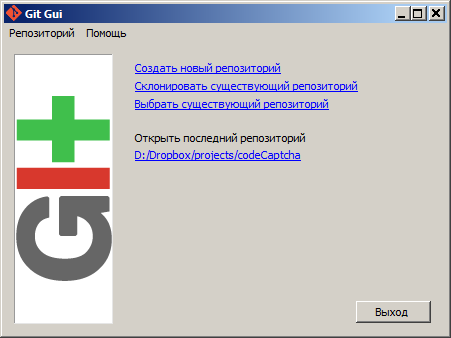 Git Gui
Репозиторий Помощь
Создать новый репозиторий
Склонировать существующий репозиторий
Выбрать существующий репозиторий
Открыть последний репозиторий
D:/Dropbox/projects/codeCaptcha
GIT
Выход